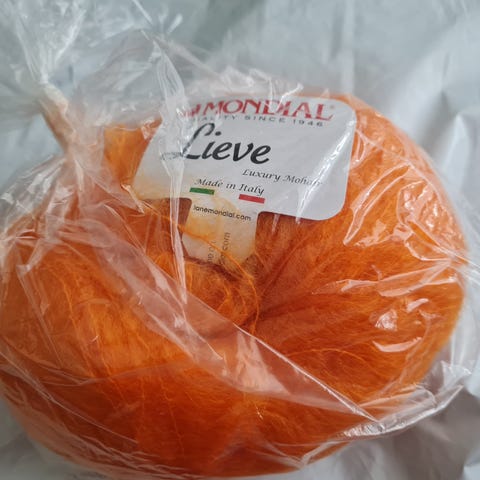 MONDIAL®
QUALITY SINCE 1946
Lieve
Luxury Mohair
Made in Italy
lanemondial.com